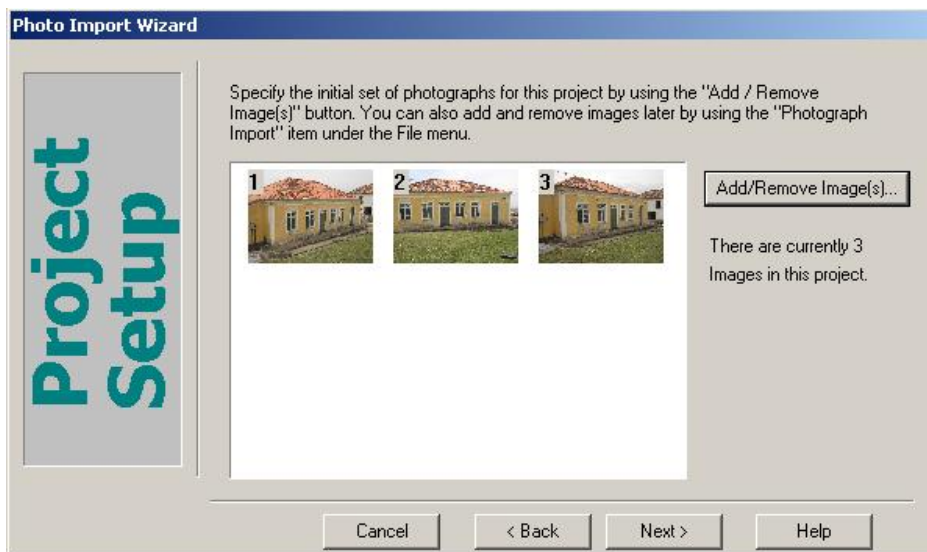 Photo Import Wizard
Project
Setup
Specify the initial set of photographs for this project by using the "Add / Remove
Image(s)" button. You can also add and remove images later by using the "Photograph
Import" item under the File menu.
1
2
3
Add/Remove Image(s)...
There are currently 3
Images in this project.
Cancel
< Back
Next >
Help